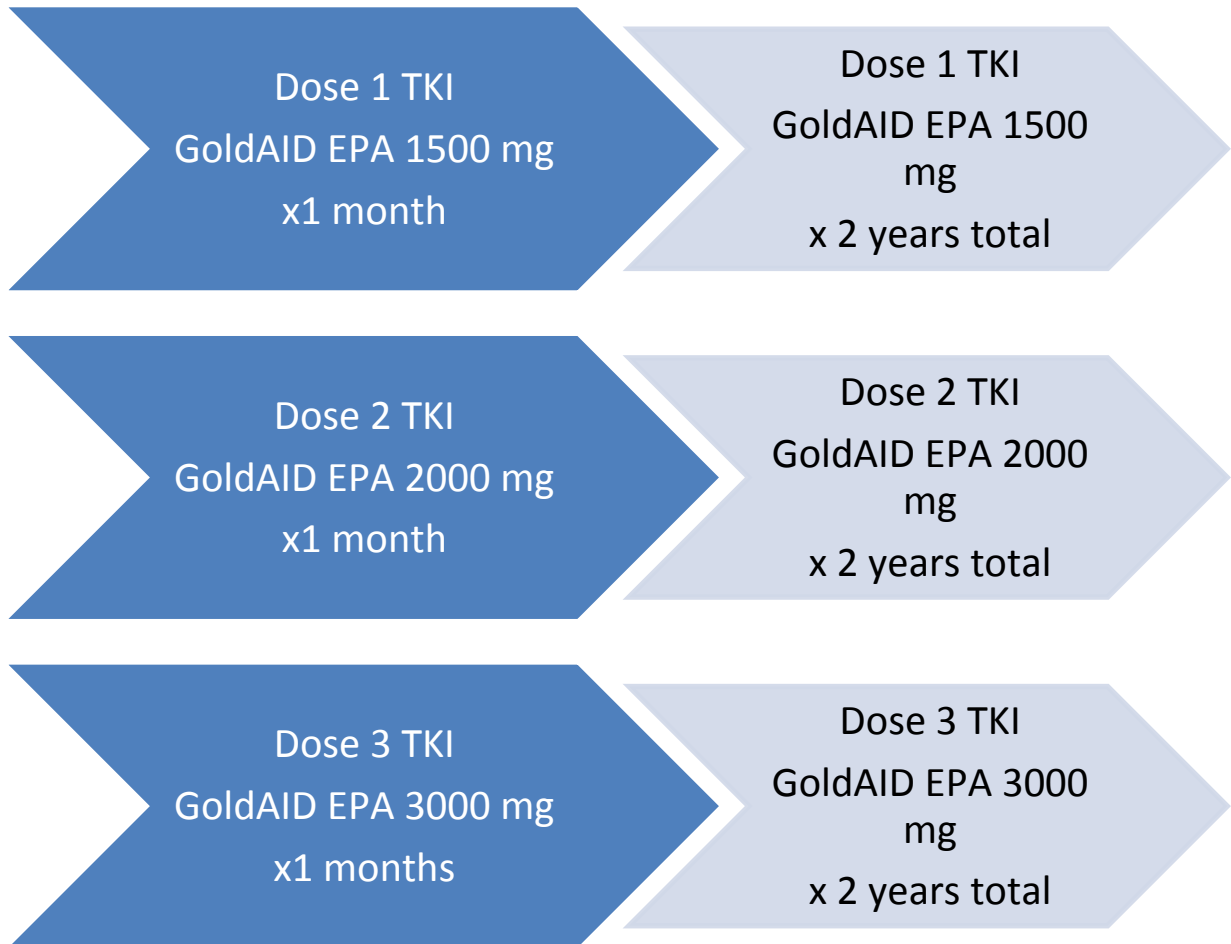 Dose 1 TKI
GoldAID EPA 1500 mg
x1 month
Dose 1 TKI
GoldAID EPA 1500
mg
x 2 years total
Dose 2 TKI
GoldAID EPA 2000 mg
x1 month
Dose 2 TKI
GoldAID EPA 2000
mg
x 2 years total
Dose 3 TKI
GoldAID EPA 3000 mg
x1 months
Dose 3 TKI
GoldAID EPA 3000
mg
x 2 years total